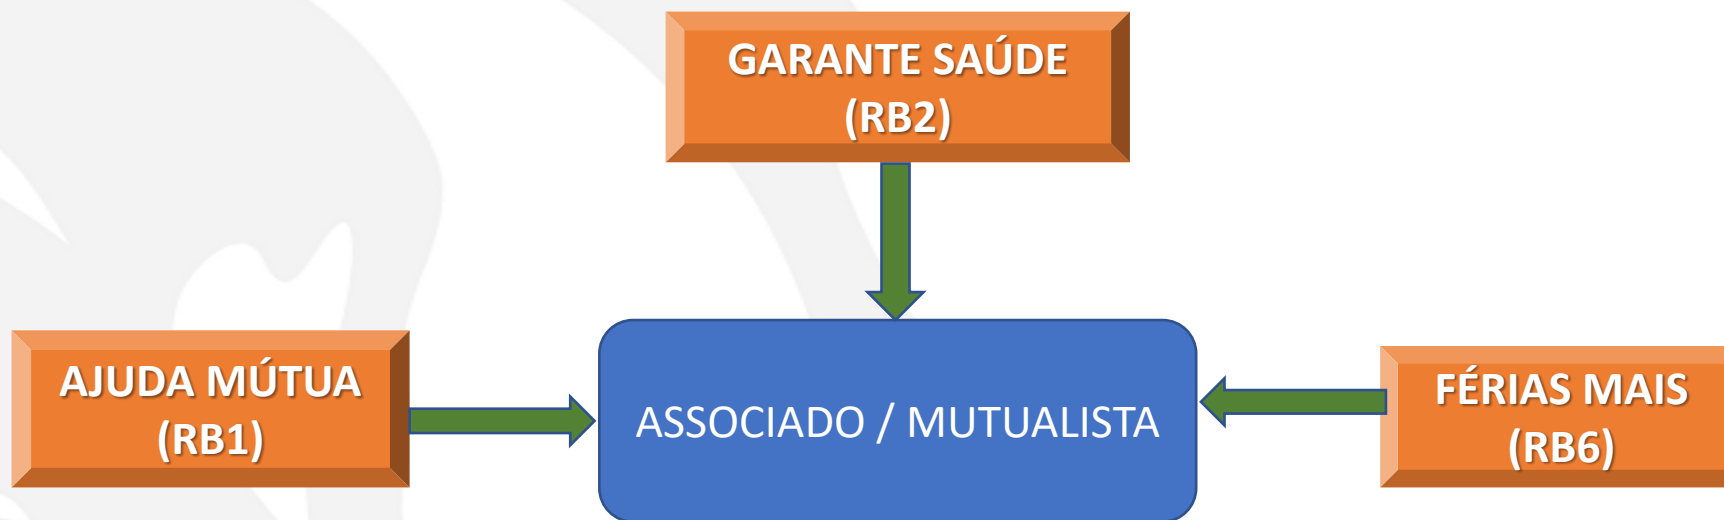 GARANTE SAÚDE
(RB2)
AJUDA MÚTUA
(RB1)
ASSOCIADO / MUTUALISTA
FÉRIAS MAIS
(RB6)